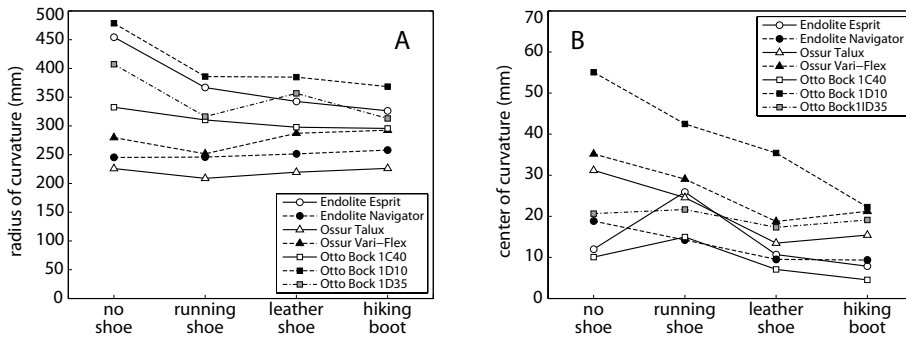 500
450
400
350
300
250
200
150
100
50
0
radius of curvature (mm)
A
Endolite Esprit
Endolite Navigator
Ossur Talux
Ossur Vari-Flex
Otto Bock 1C40
Otto Bock 1D10
Otto Bock 1D35
no shoe
running shoe
leather shoe
hiking boot
70
60
50
40
30
20
10
0
center of curvature (mm)
B
Endolite Esprit
Endolite Navigator
Ossur Talux
Ossur Vari-Flex
Otto Bock 1C40
Otto Bock 1D10
Otto Bock1ID35
no shoe
running shoe
leather shoe
hiking boot